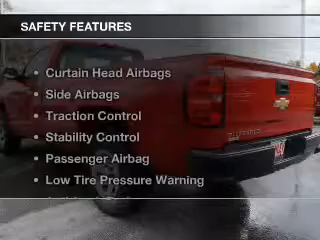 SAFETY FEATURES
• Curtain Head Airbags
• Side Airbags
• Traction Control
• Stability Control
• Passenger Airbag
• Low Tire Pressure Warning